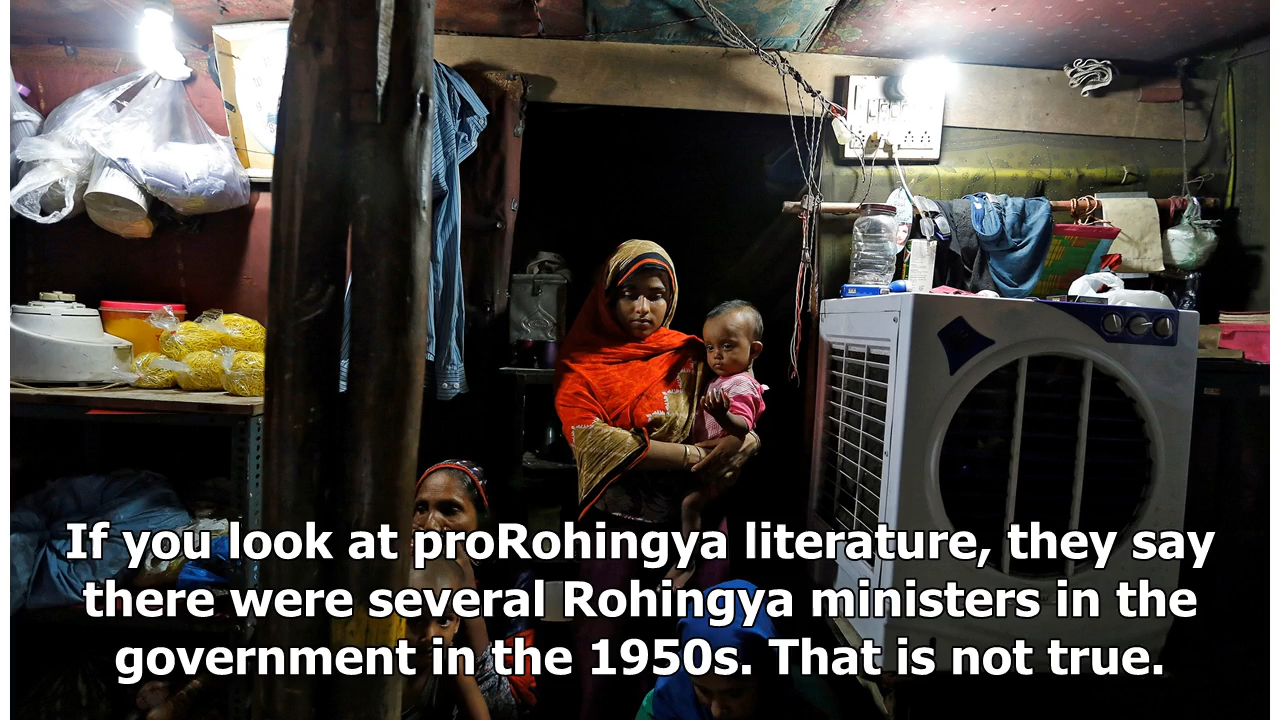 If you look at proRohingya literature, they say
there were several Rohingya ministers in the
government in the 1950s. That is not true.